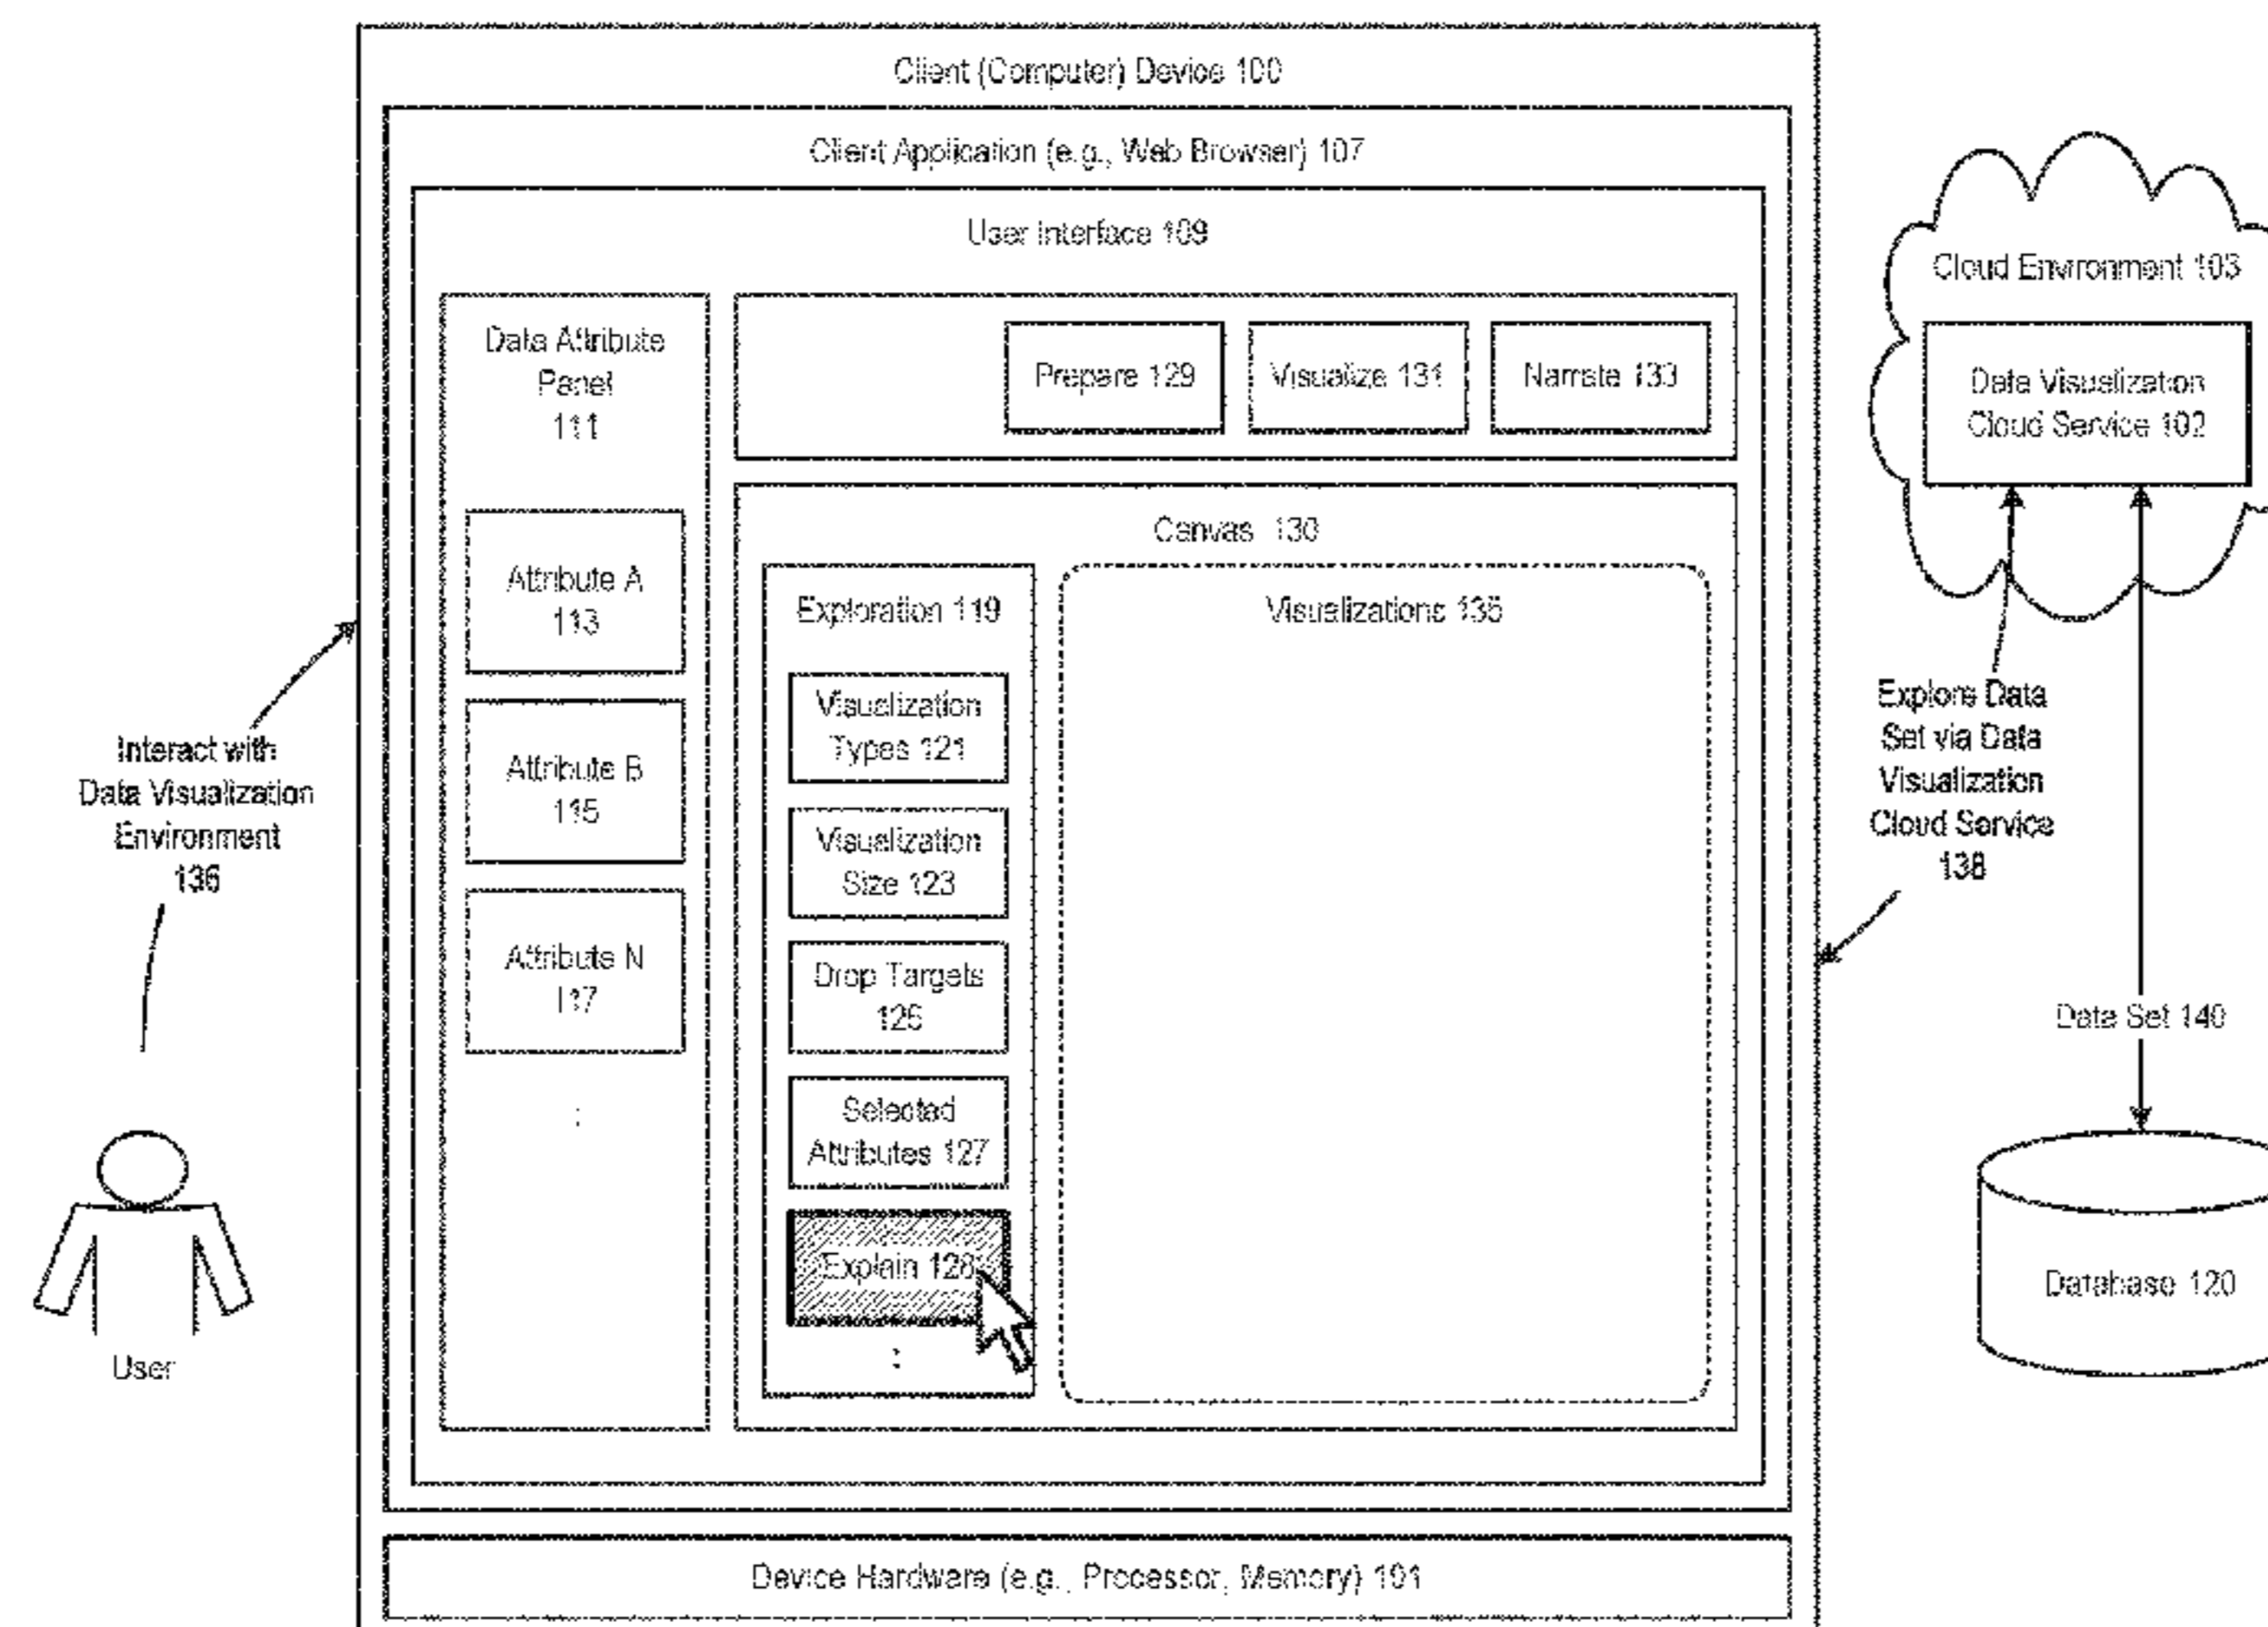 Client (Computer) Device 100
Client Application (e.g., Web Browser) 107
User Interface 109
Data Attribute
Panel
111
Attribute A
113
Attribute B
115
Attribute N
117
Prepare 129
Visualize 131
Narrate 133
Canvas 130
Exploration 119
Visualization
Types 121
Visualization
Size 123
Drop Targets
125
Selected
Attributes 127
Explain 128
Visualizations 135
Device Hardware (e.g., Processor, Memory) 101
Interact with
Data Visualization
Environment
136
User
Cloud Environment 103
Data Visualization
Cloud Service 102
Explore Data
Set via Data
Visualization
Cloud Service
138
Data Set 140
Database 120